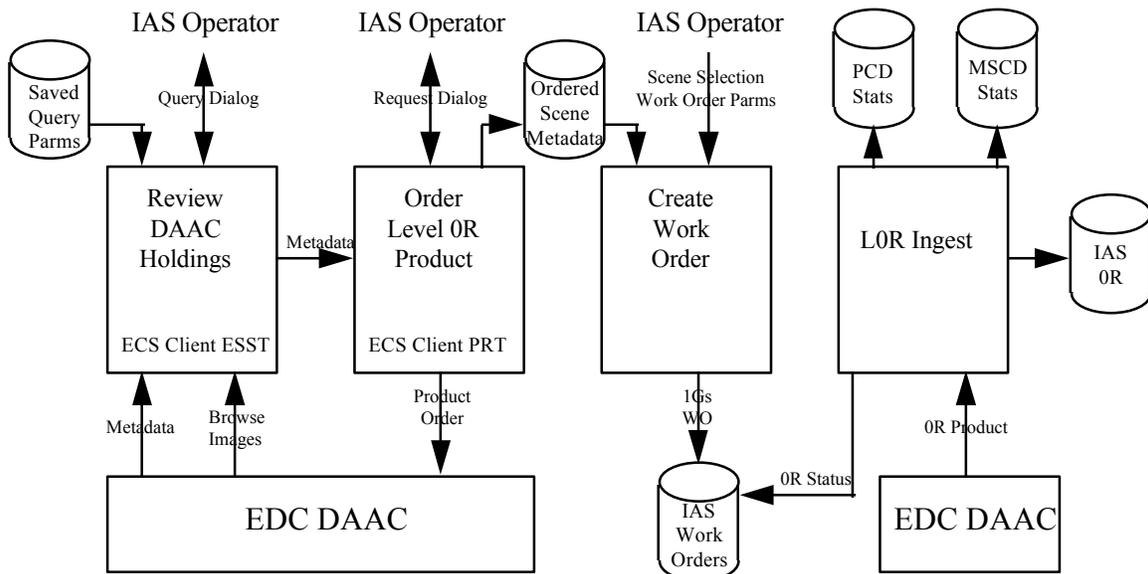 IAS Operator
IAS Operator
IAS Operator
Saved
Query
Parms
Query Dialog
Request Dialog
Ordered
Scene
Metadata
Scene Selection
Work Order Parms
PCD
Stats
MSCD
Stats
Review
DAAC
Holdings
ECS Client ESST
Metadata
Order
Level 0R
Product
ECS Client PRT
Create
Work
Order
L0R Ingest
IAS
0R
Metadata
Browse
Images
Product
Order
1Gs
WO
0R Product
0R Status
EDC DAAC
IAS
Work
Orders
EDC DAAC